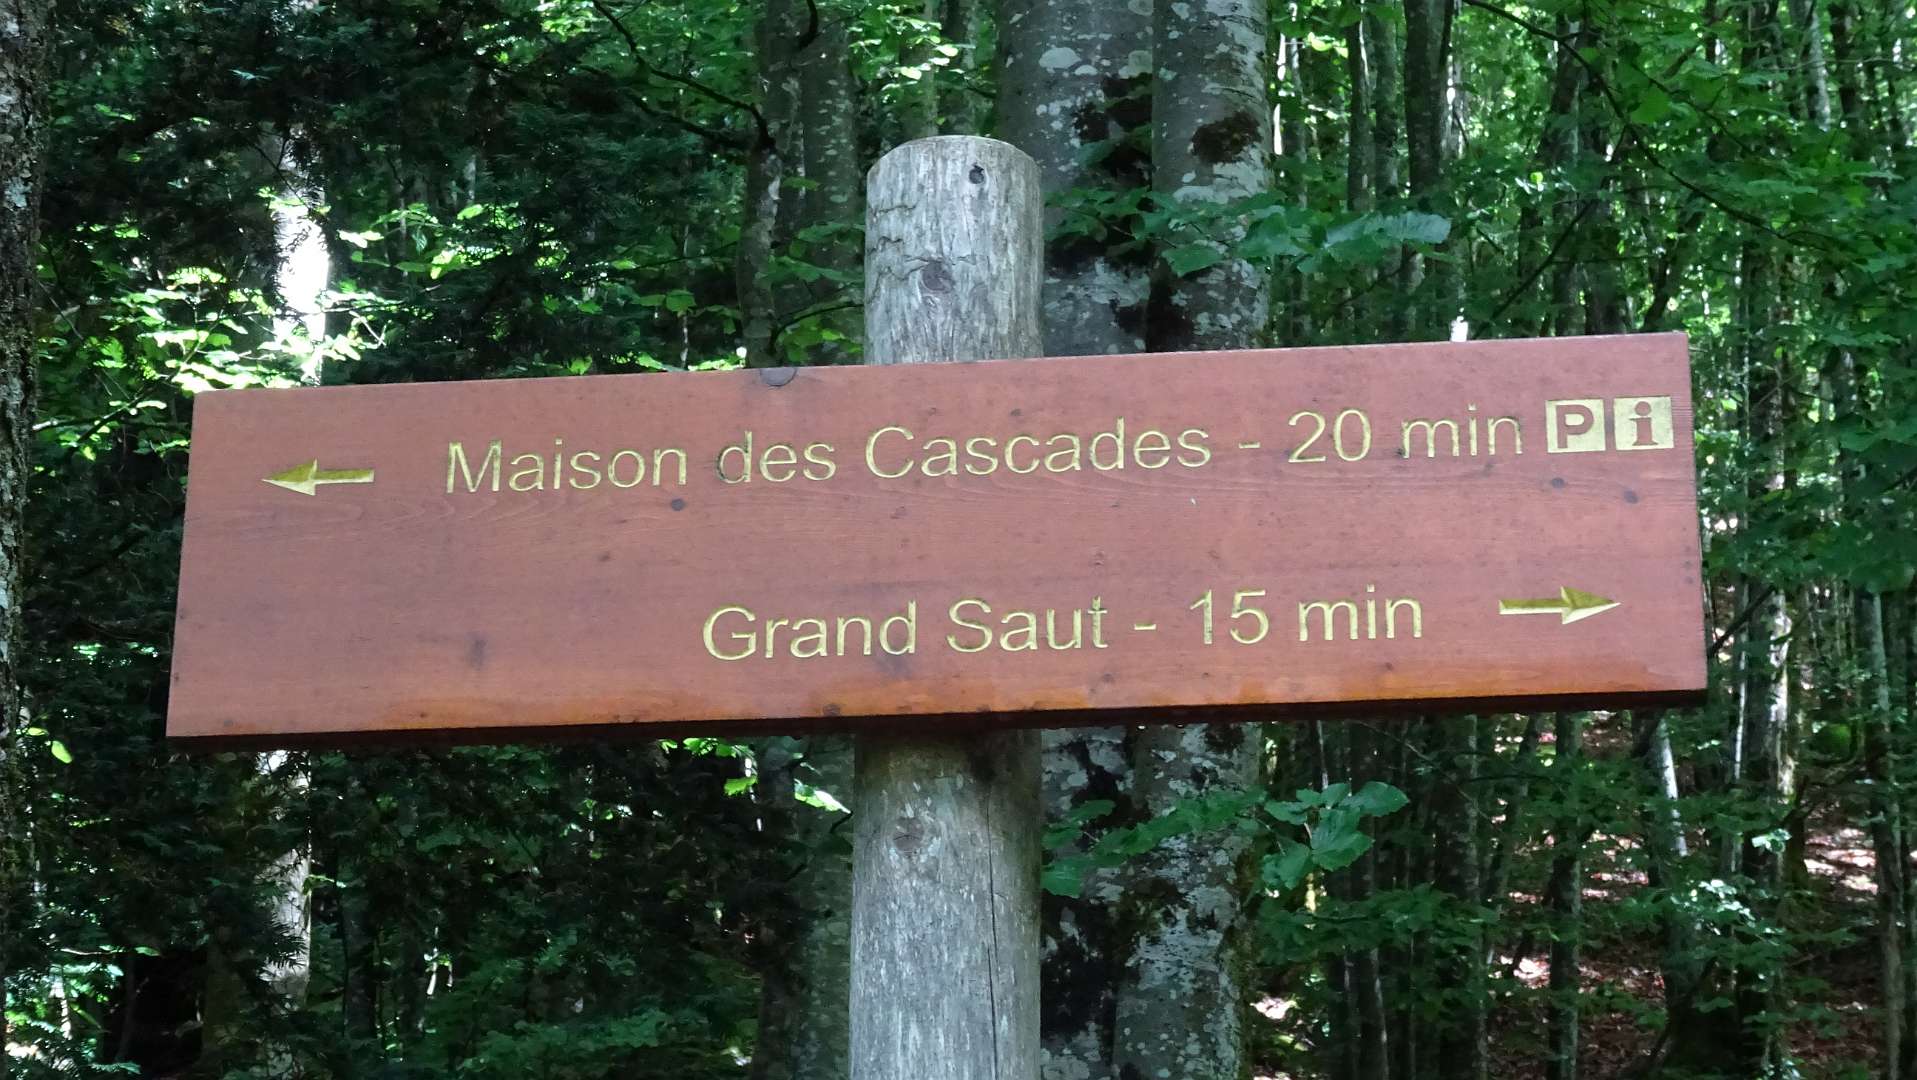 Maison des Cascades - 20 min P i
Grand Saut - 15 min